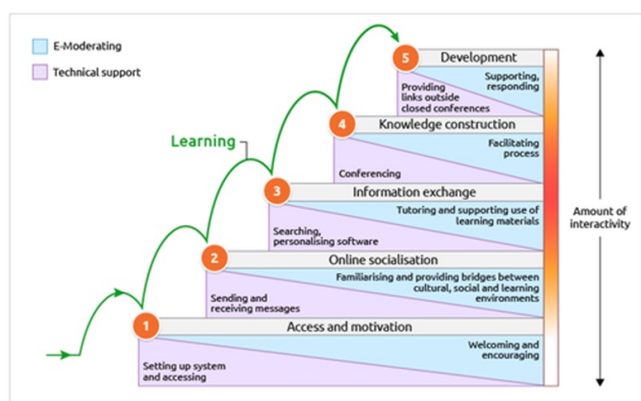 E-Moderating
Technical support
Learning
5
Development
Supporting,
responding
Providing
links outside
closed conferences
4
Knowledge construction
Facilitating
process
Conferencing
3
Information exchange
Tutoring and supporting use of
learning materials
Searching,
personalising software
2
Online socialisation
Familiarising and providing bridges between
cultural, social and learning
environments
Sending and
receiving messages
1
Access and motivation
Welcoming and
encouraging
Setting up system
and accessing
Amount of
interactivity